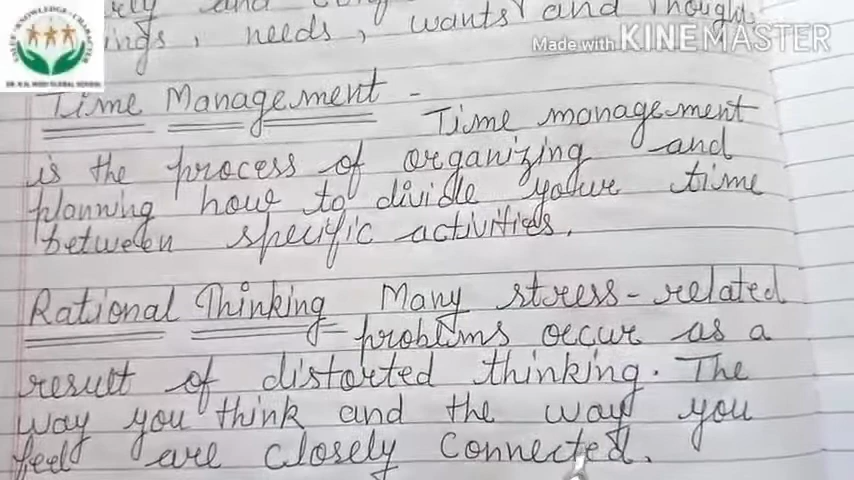 and
ings, needs, wants and thoughts
Made with KINEMASTER
Time Management -
Time management
is the process of organizing and
planning how to divide your time
between specific activities.
Rational Thinking Many stress-related
problems occur as a
result of distorted thinking. The
way you think and the way you
feel are closely connected.